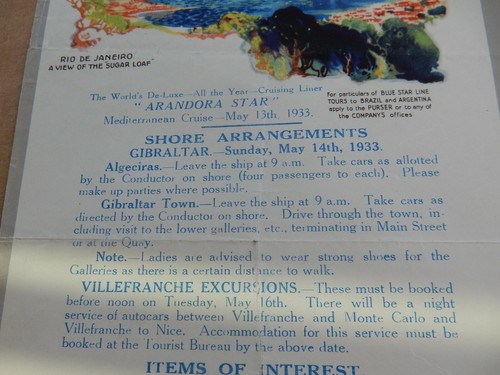 RIO DE JANEIRO
A VIEW OF THE "SUGAR LOAF"
The World's De-Luxe—All the Year—Cruising Liner
"ARANDORA STAR"
Mediterranean Cruise—May 13th, 1933.
For particulars of BLUE STAR LINE
TOURS to BRAZIL and ARGENTINA
apply to the PURSER or to any of
the COMPANY'S offices
SHORE ARRANGEMENTS
GIBRALTAR.—Sunday, May 14th, 1933.
Algeciras.—Leave the ship at 9 a.m. Take cars as allotted
by the Conductor on shore (four passengers to each). Please
make up parties where possible.
Gibraltar Town.—Leave the ship at 9 a.m. Take cars as
directed by the Conductor on shore. Drive through the town, in-
cluding visit to the lower galleries, etc., terminating in Main Street
or at the Quay.
Note.—Ladies are advised to wear strong shoes for the
Galleries as there is a certain distance to walk.
VILLEFRANCHE EXCURSIONS.—These must be booked
before noon on Tuesday, May 16th. There will be a night
service of autocars between Villefranche and Monte Carlo and
Villefranche to Nice. Accommodation for this service must be
booked at the Tourist Bureau by the above date.
ITEMS OF INTEREST